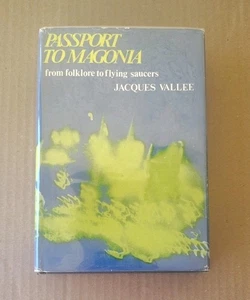 PASSPORT
TO MAGONIA
from folklore to flying saucers
JACQUES VALLEE